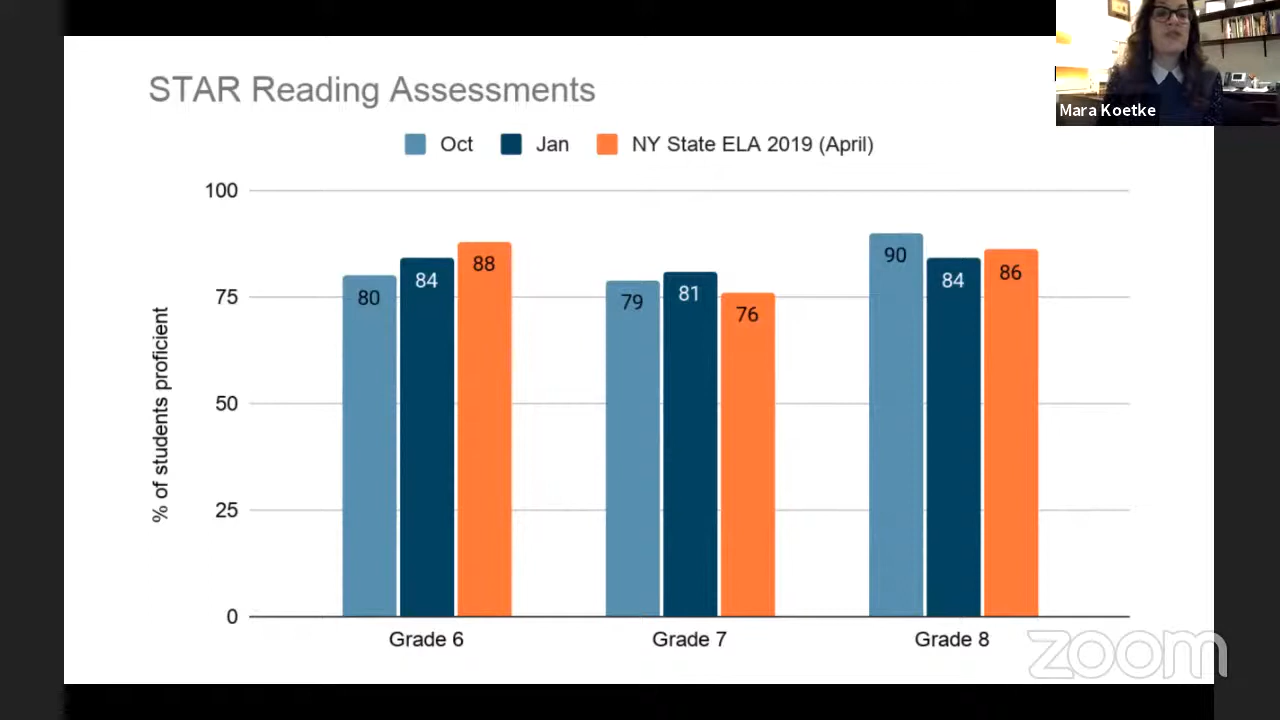 Mara Koetke
STAR Reading Assessments
Oct Jan NY State ELA 2019 (April)
100
75
50
25
0
% of students proficient
80 84 88
79 81 76
90 84 86
Grade 6 Grade 7 Grade 8
zoom